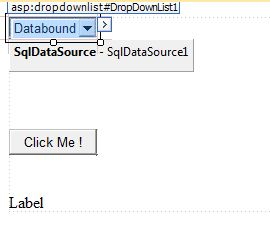 asp:dropdownlist#DropDownList1
Databound
SqlDataSource - SqlDataSource1
Click Me !
Label